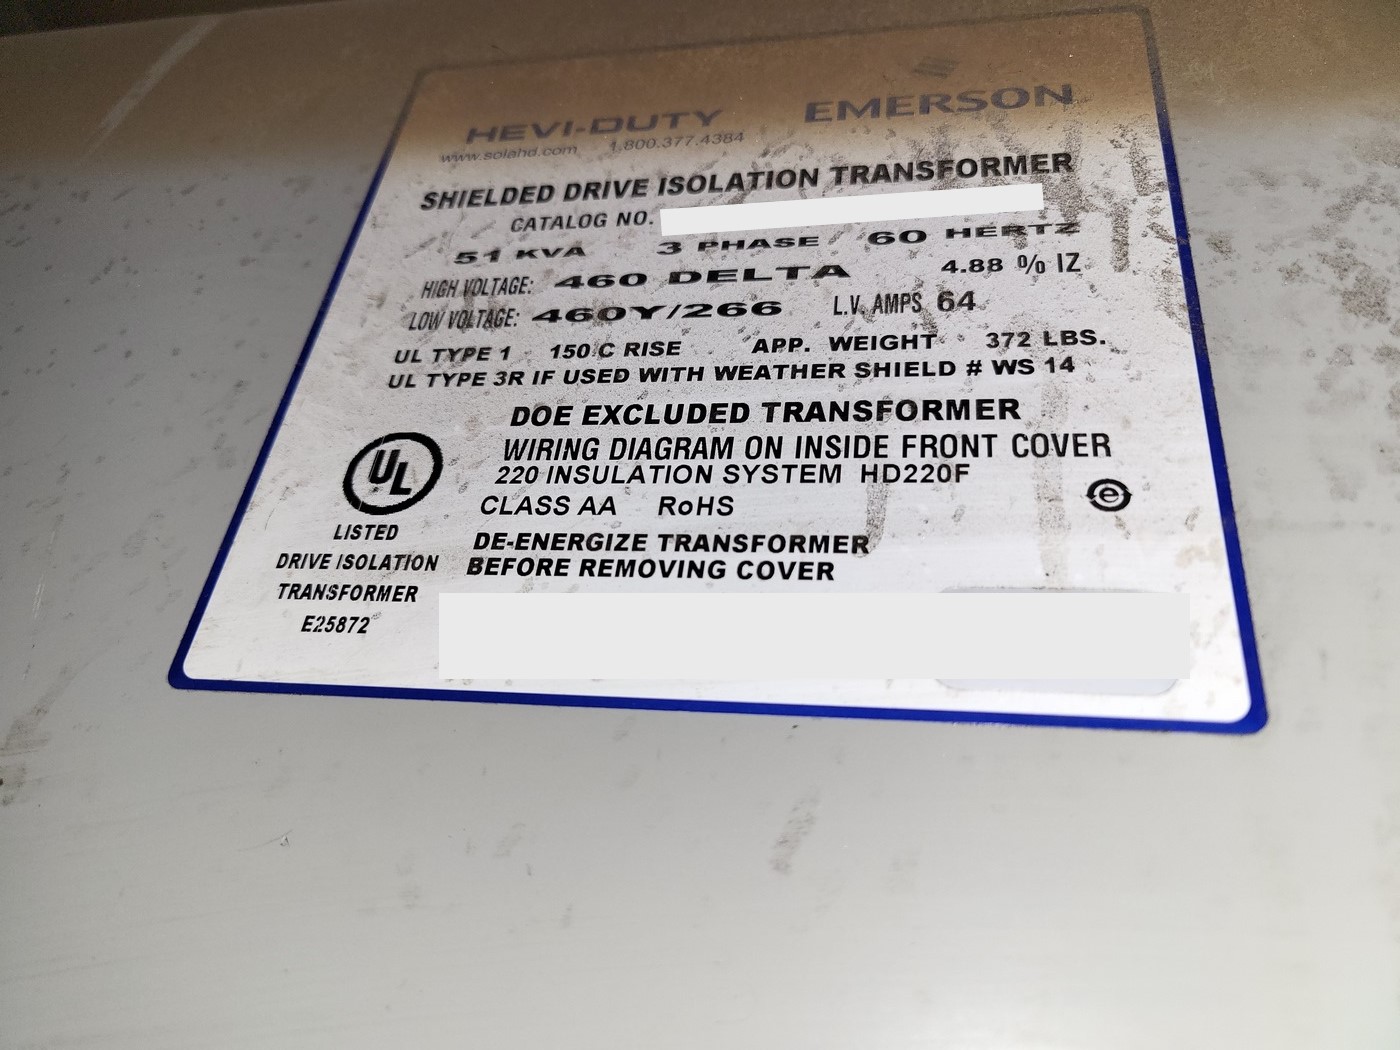 HEVI-DUTY EMERSON
www.solahd.com 1.800.377.4384
SHIELDED DRIVE ISOLATION TRANSFORMER
CATALOG NO.
51 KVA 3 PHASE / 60 HERTZ
HIGH VOLTAGE: 460 DELTA 4.88 % IZ
LOW VOLTAGE: 460Y/266 L.V. AMPS 64
UL TYPE 1 150 C RISE APP. WEIGHT 372 LBS.
UL TYPE 3R IF USED WITH WEATHER SHIELD # WS 14
DOE EXCLUDED TRANSFORMER
WIRING DIAGRAM ON INSIDE FRONT COVER
220 INSULATION SYSTEM HD220F
CLASS AA RoHS
e
UL
LISTED
DRIVE ISOLATION
TRANSFORMER
E25872
DE-ENERGIZE TRANSFORMER
BEFORE REMOVING COVER